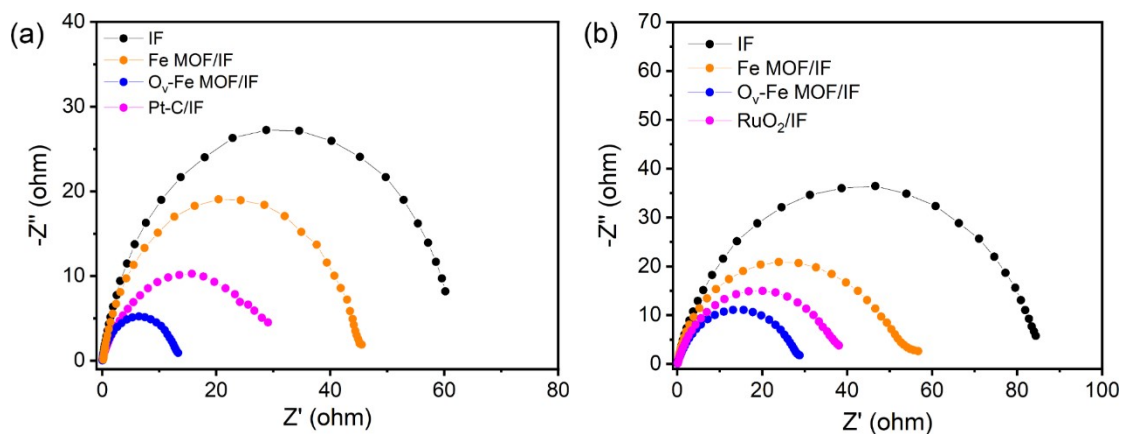 (a)
IF
Fe MOF/IF
Oᵥ-Fe MOF/IF
Pt-C/IF
-Z'' (ohm)
40
30
20
10
0
0 20 40 60 80
Z' (ohm)
(b)
IF
Fe MOF/IF
Oᵥ-Fe MOF/IF
RuO₂/IF
-Z'' (ohm)
70
60
50
40
30
20
10
0
0 20 40 60 80 100
Z' (ohm)